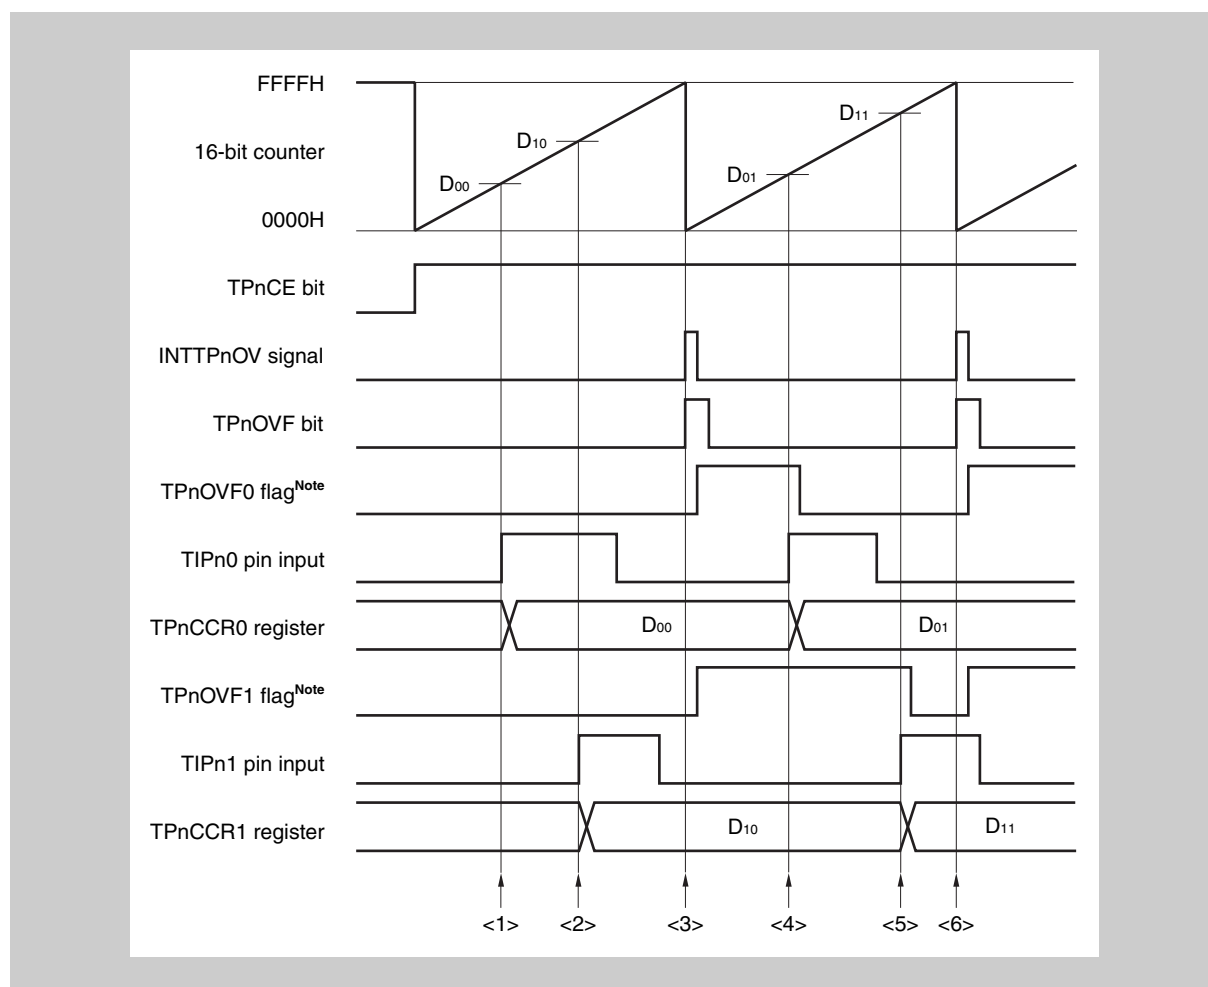 FFFFH
D11
D10
16-bit counter
D00
D01
0000H
TPnCE bit
INTTPnOV signal
TPnOVF bit
TPnOVF0 flagNote
TIPn0 pin input
TPnCCR0 register
D00
D01
TPnOVF1 flagNote
TIPn1 pin input
TPnCCR1 register
D10
D11
<1> <2> <3> <4> <5> <6>